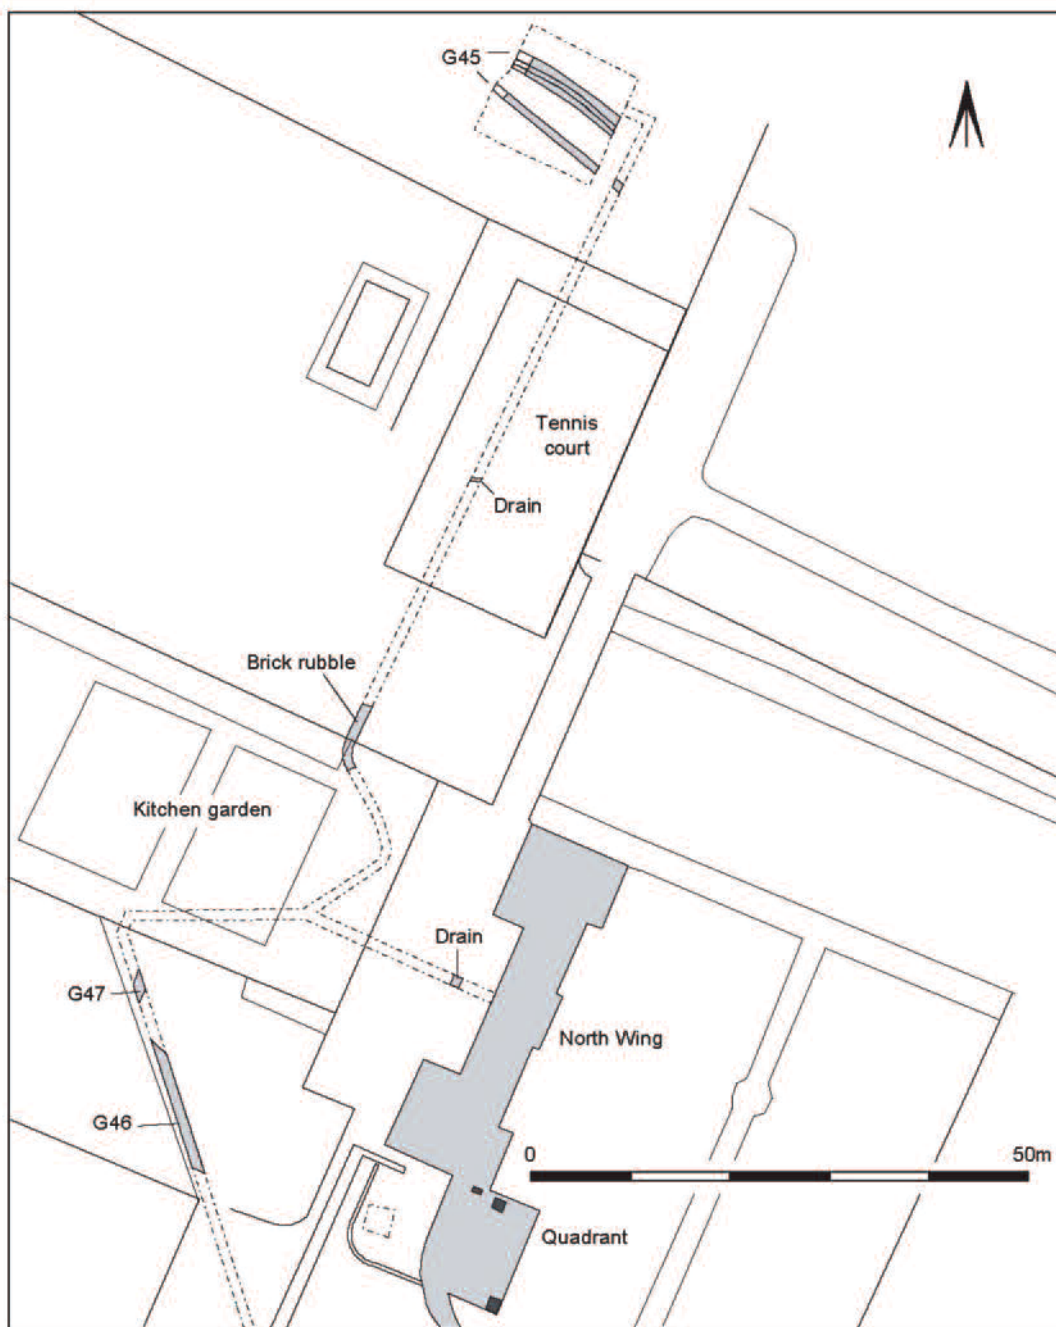 G45
Tennis
court
Drain
Brick rubble
Kitchen garden
Drain
G47
North Wing
G46
0
50m
Quadrant